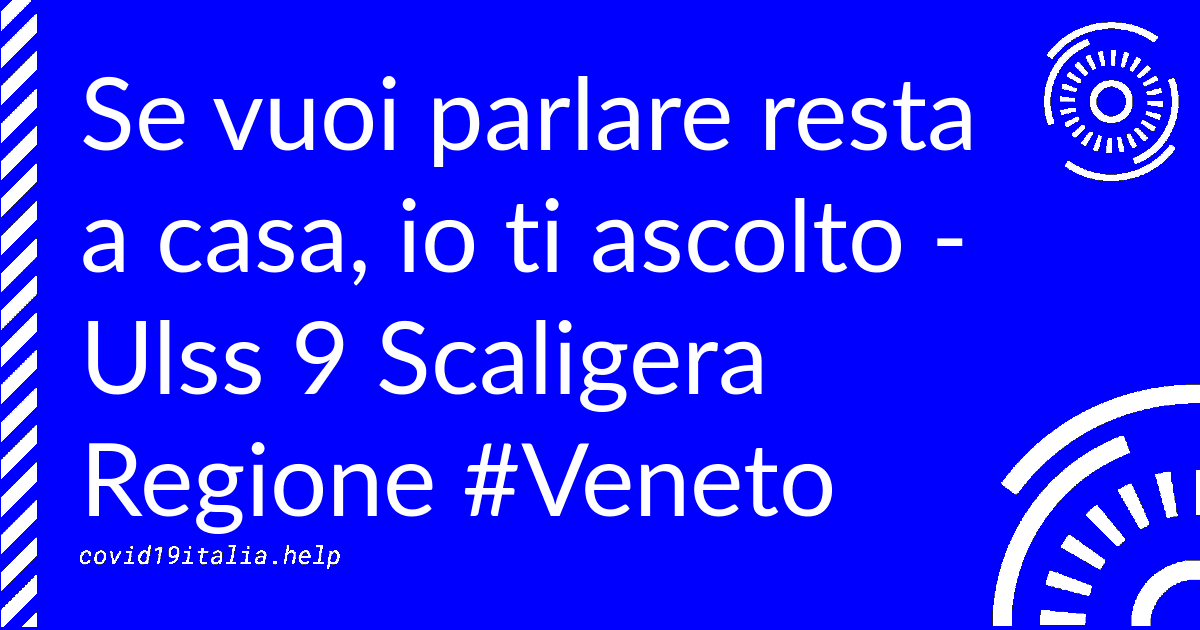 Se vuoi parlare resta
a casa, io ti ascolto -
Ulss 9 Scaligera
Regione #Veneto
covid19italia.help